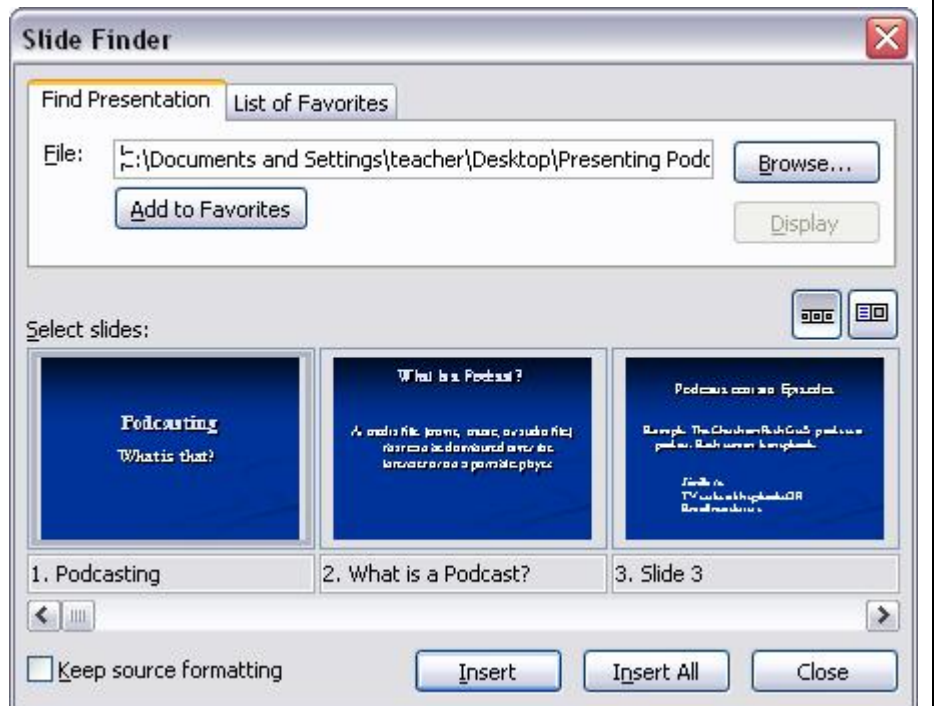 Slide Finder
Find Presentation
List of Favorites
File:
:\Documents and Settings\teacher\Desktop\Presenting Podc
Browse...
Add to Favorites
Display
Select slides:
Podcasting
What is that?
What is a Podcast?
A media file
1. Podcasting
2. What is a Podcast?
3. Slide 3
Keep source formatting
Insert
Insert All
Close